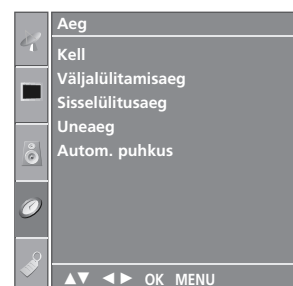 Aeg
Kell
Väljalülitamisaeg
Sisselülitusaeg
Uneaeg
Autom. puhkus
▲▼ ◄► OK MENU